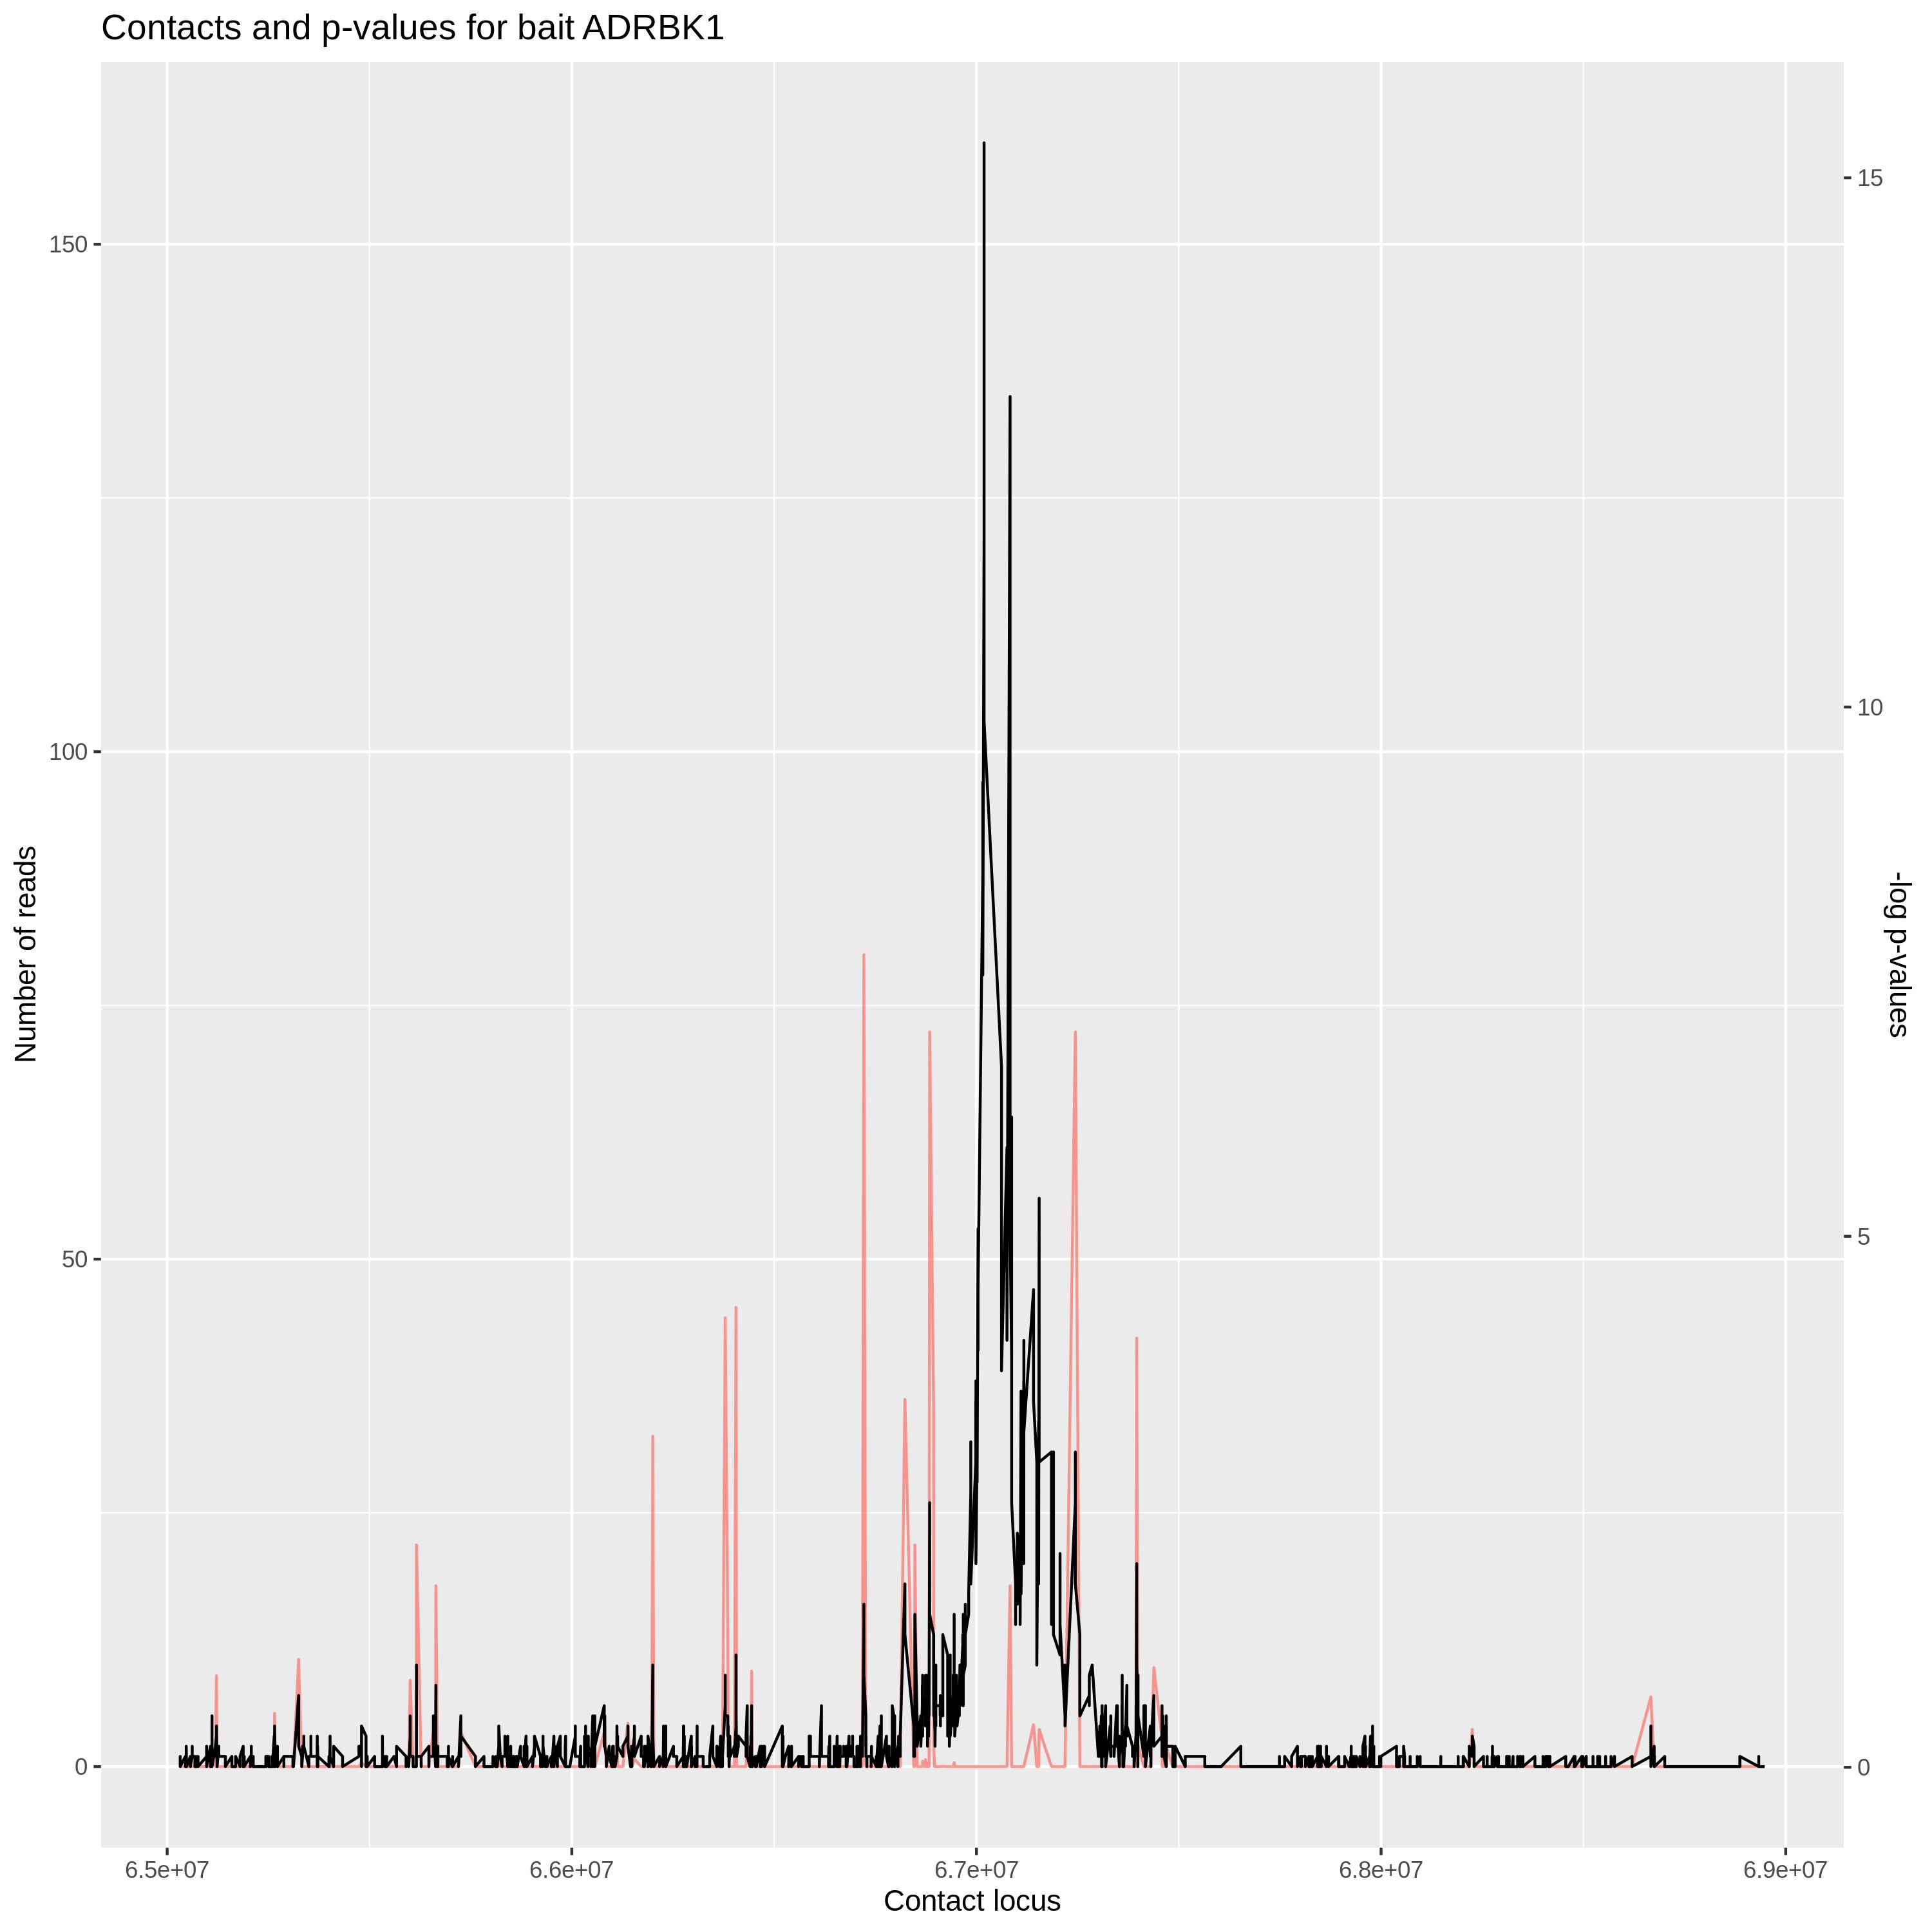 Contacts and p-values for bait ADRBK1
150
100
50
0
Number of reads
15
10
5
0
-log p-values
6.5e+07 6.6e+07 6.7e+07 6.8e+07 6.9e+07
Contact locus